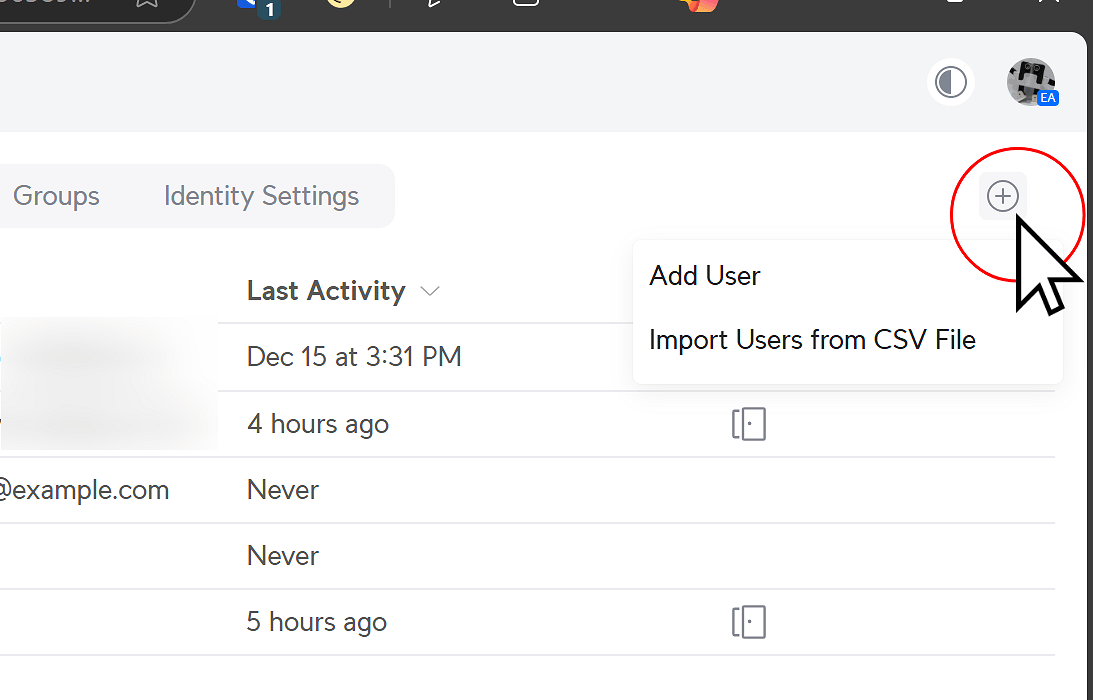 1
EA
Groups
Identity Settings
Add User
Import Users from CSV File
Last Activity
Dec 15 at 3:31 PM
4 hours ago
@example.com
Never
Never
5 hours ago